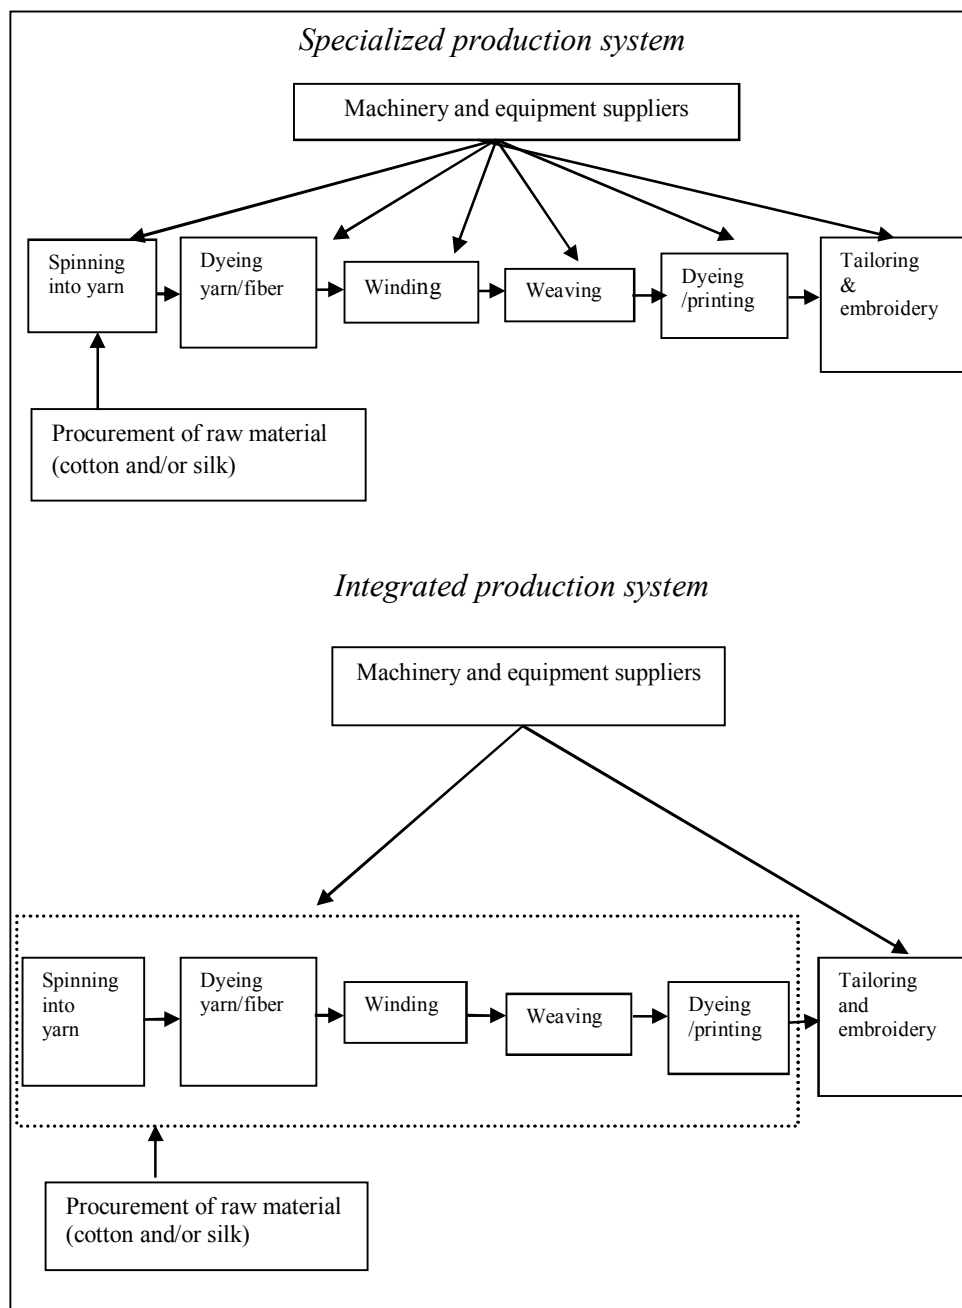 Specialized production system
Machinery and equipment suppliers
Spinning
into yarn
Dyeing
yarn/fiber
Winding
Weaving
Dyeing
/printing
Tailoring
&
embroidery
Procurement of raw material
(cotton and/or silk)
Integrated production system
Machinery and equipment suppliers
Spinning
into
yarn
Dyeing
yarn/fiber
Winding
Weaving
Dyeing
/printing
Tailoring
and
embroidery
Procurement of raw material
(cotton and/or silk)